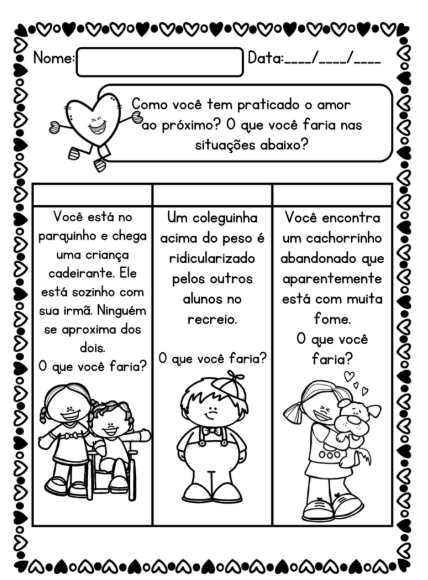 Nome:
Data:____/____/____
Como você tem praticado o amor
ao próximo? O que você faria nas
situações abaixo?
Você está no
parquinho e chega
uma criança
cadeirante. Ele
está sozinho com
sua irmã. Ninguém
se aproxima dos
dois.
O que você faria?
Um coleguinha
acima do peso é
ridicularizado
pelos outros
alunos no
recreio.
O que você faria?
Você encontra
um cachorrinho
abandonado que
aparentemente
está com muita
fome.
O que você
faria?